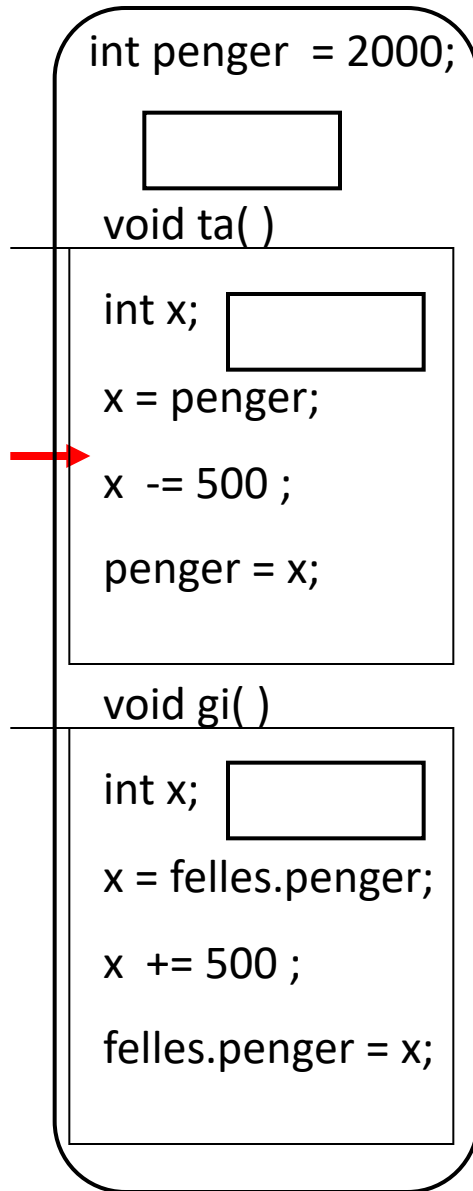 int penger  = 2000;
void ta( )
int x;
x = penger;
x  -= 500 ;
penger = x;
void gi( )
int x;
x = felles.penger;
x  += 500 ;
felles.penger = x;